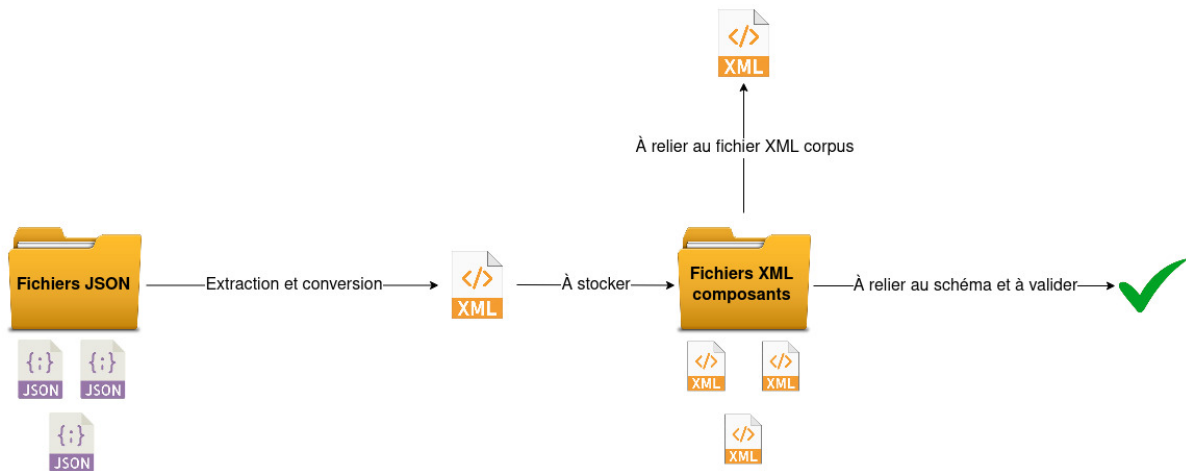 </>
XML
À relier au fichier XML corpus
Fichiers JSON
Extraction et conversion
</>
XML
À stocker
Fichiers XML
composants
À relier au schéma et à valider
{:}
JSON
{:}
JSON
{:}
JSON
</>
XML
</>
XML
</>
XML